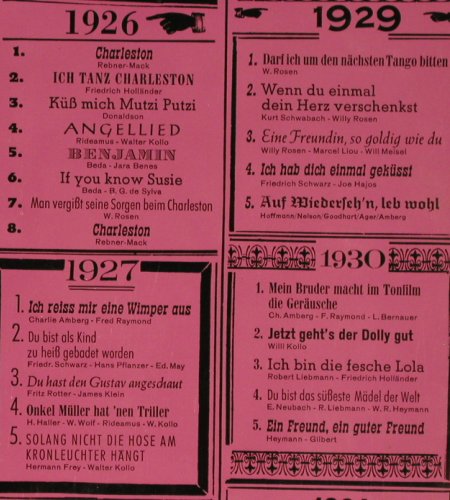 1926
1. Charleston
Rebner-Mack
2. ICH TANZ CHARLESTON
Friedrich Holländer
3. Küß mich Mutzi Putzi
Donaldson
4. ANGELLIED
Rideamus - Walter Kollo
5. BENJAMIN
Beda - Jara Benes
6. If you know Susie
Beda - B. G. de Sylva
7. Man vergißt seine Sorgen beim Charleston
W. Rosen
8. Charleston
Rebner-Mack
1927
1. Ich reiss mir eine Wimper aus
Charlie Amberg - Fred Raymond
2. Du bist als Kind
zu heiß gebadet worden
Friedr. Schwarz - Hans Pflanzer - Ed. May
3. Du hast den Gustav angeschaut
Fritz Rotter - James Klein
4. Onkel Müller hat 'nen Triller
H. Haller - W. Wolf - Rideamus - W. Kollo
5. SOLANG NICHT DIE HOSE AM
KRONLEUCHTER HÄNGT
Hermann Frey - Walter Kollo
1929
1. Darf ich um den nächsten Tango bitten
W. Rosen
2. Wenn du einmal
dein Herz verschenkst
Kurt Schwabach - Willy Rosen
3. Eine Freundin, so goldig wie du
Willy Rosen - Marcel Liou - Will Meisel
4. Ich hab dich einmal geküsst
Friedrich Schwarz - Joe Hajos
5. Auf Wiederseh'n, leb wohl
Hoffmann/Nelson/Goodhart/Ager/Amberg
1930
1. Mein Bruder macht im Tonfilm
die Geräusche
Ch. Amberg - F. Raymond - L. Bernauer
2. Jetzt geht's der Dolly gut
Willi Kollo
3. Ich bin die fesche Lola
Robert Liebmann - Friedrich Holländer
4. Du bist das süßeste Mädel der Welt
E. Neubach - R. Liebmann - W. R. Heymann
5. Ein Freund, ein guter Freund
Heymann - Gilbert